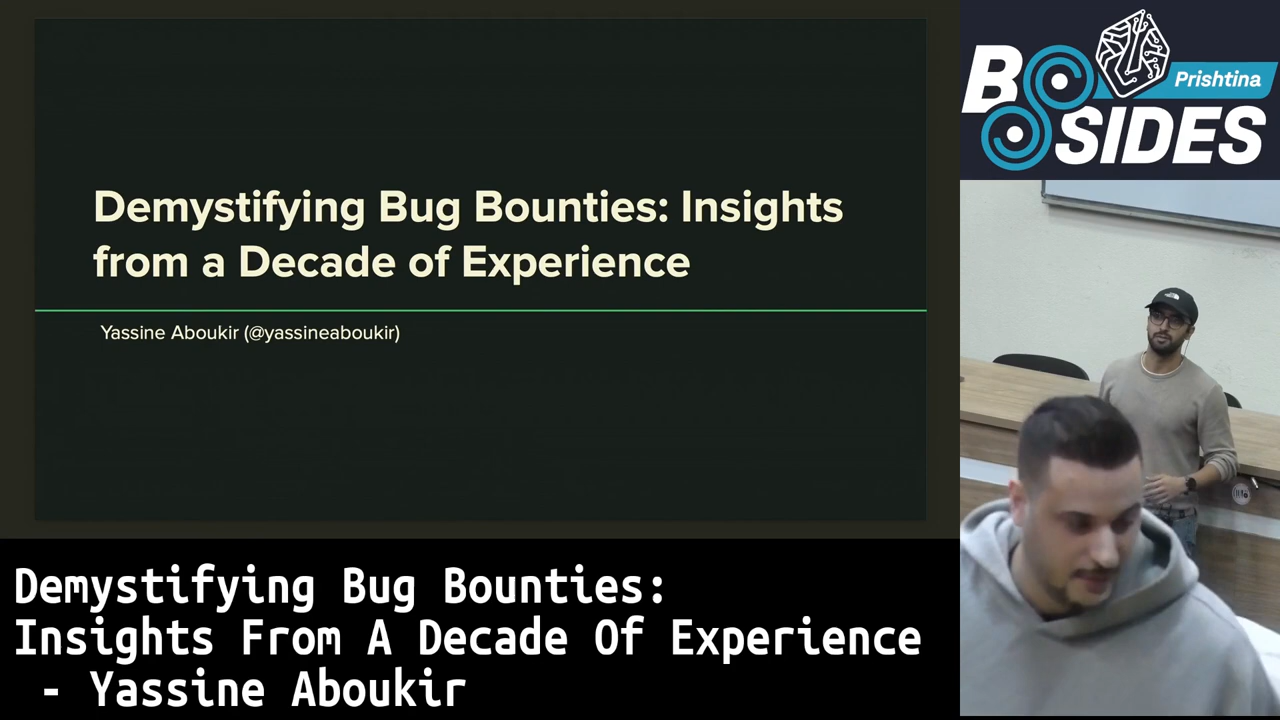 Demystifying Bug Bounties: Insights
from a Decade of Experience
Yassine Aboukir (@yassineaboukir)
BSIDES
Prishtina
Demystifying Bug Bounties:
Insights From A Decade Of Experience
- Yassine Aboukir